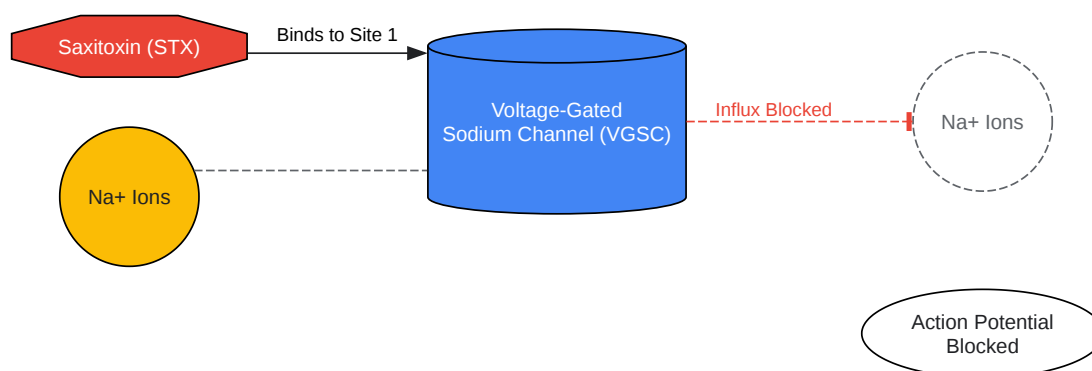 Saxitoxin (STX)
Binds to Site 1
Voltage-Gated
Sodium Channel (VGSC)
Influx Blocked
Na+ Ions
Na+ Ions
Action Potential
Blocked